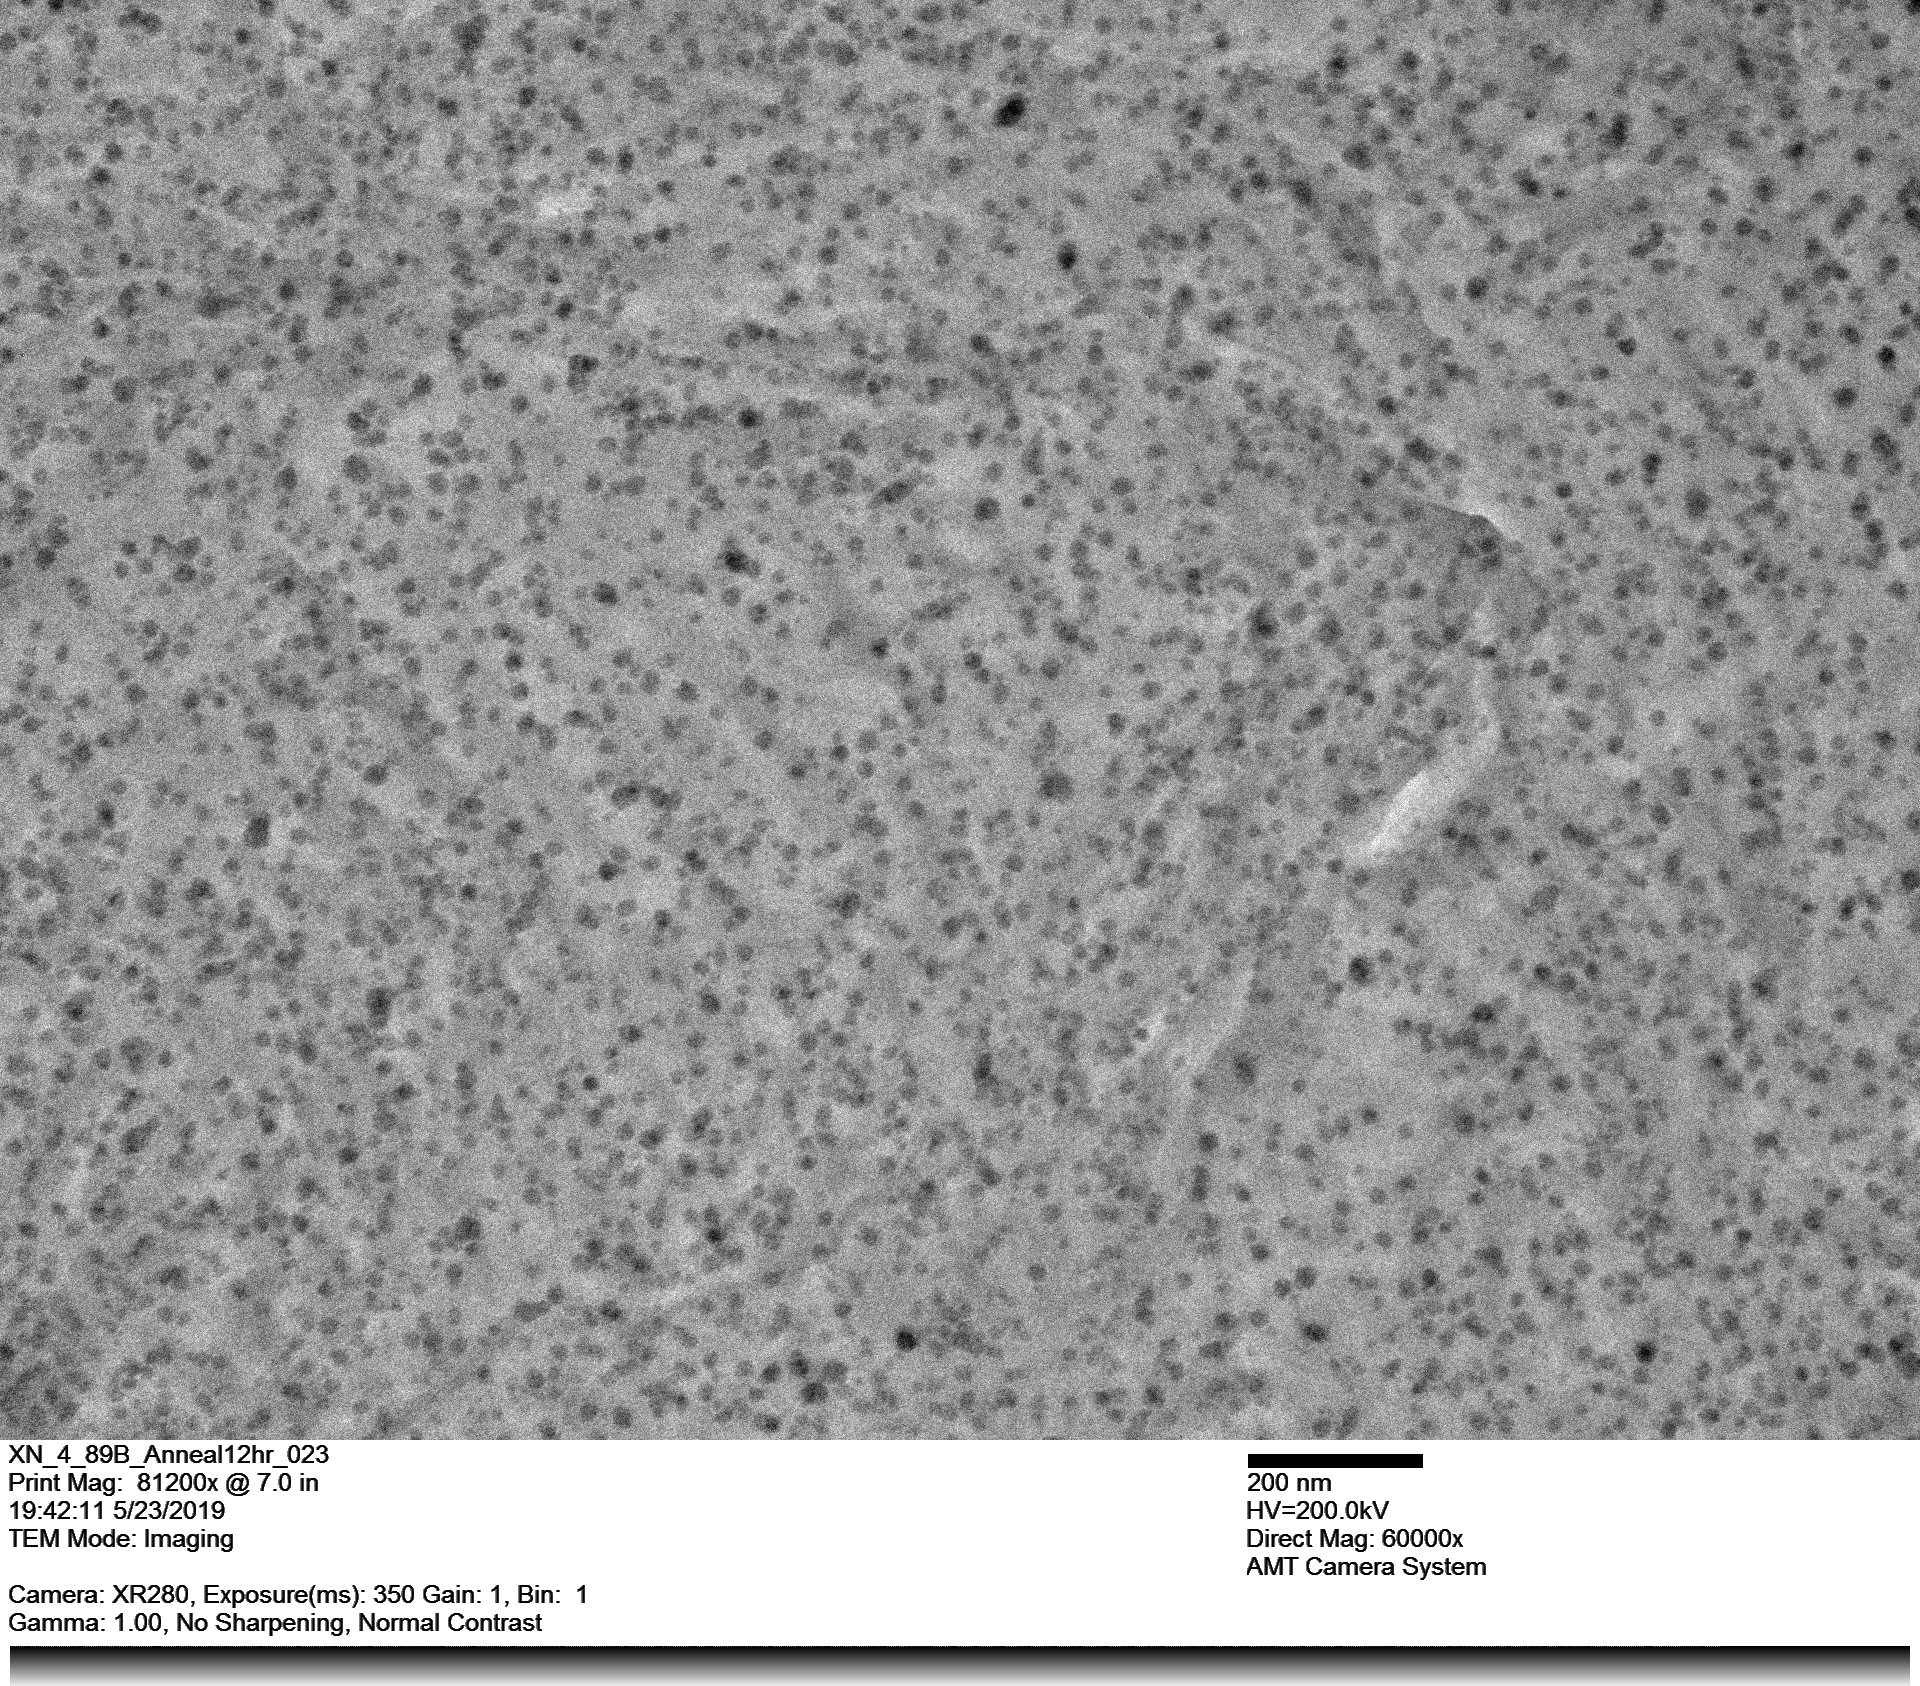 XN_4_89B_Anneal12hr_023
Print Mag:  81200x @ 7.0 in
19:42:11 5/23/2019
TEM Mode: Imaging
Camera: XR280, Exposure(ms): 350 Gain: 1, Bin:  1
Gamma: 1.00, No Sharpening, Normal Contrast
200 nm
HV=200.0kV
Direct Mag: 60000x
AMT Camera System